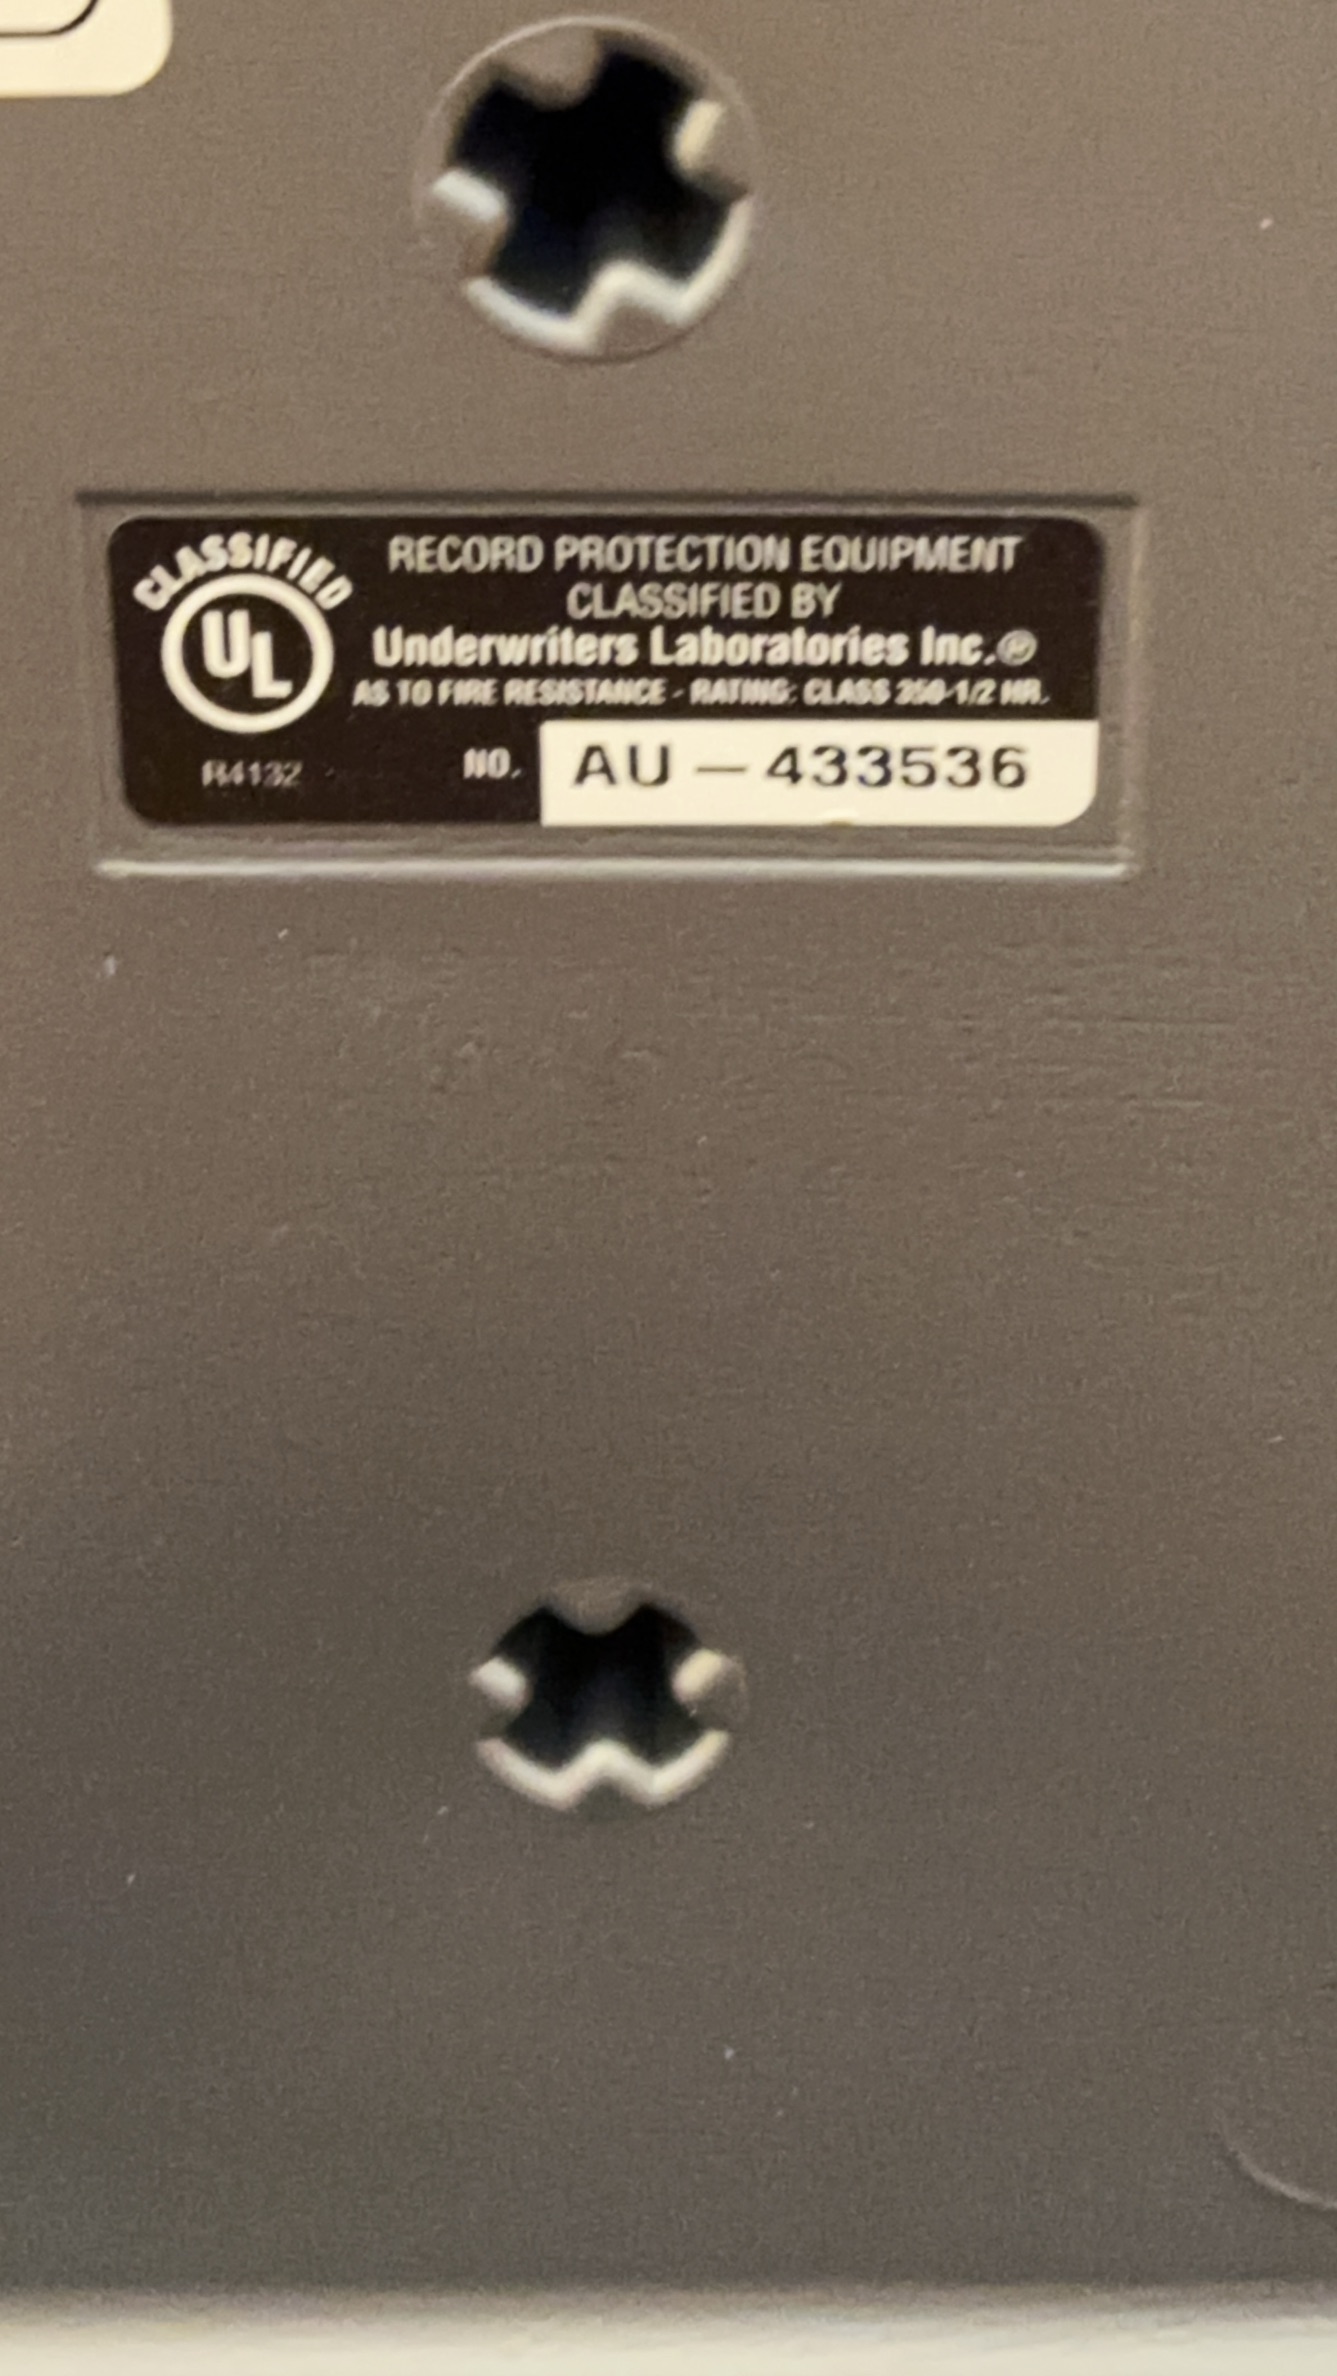 CLASSIFIED
UL
RECORD PROTECTION EQUIPMENT
CLASSIFIED BY
Underwriters Laboratories Inc.®
AS TO FIRE RESISTANCE - RATING: CLASS 350-1/2 HR.
R4132 NO. AU — 433536